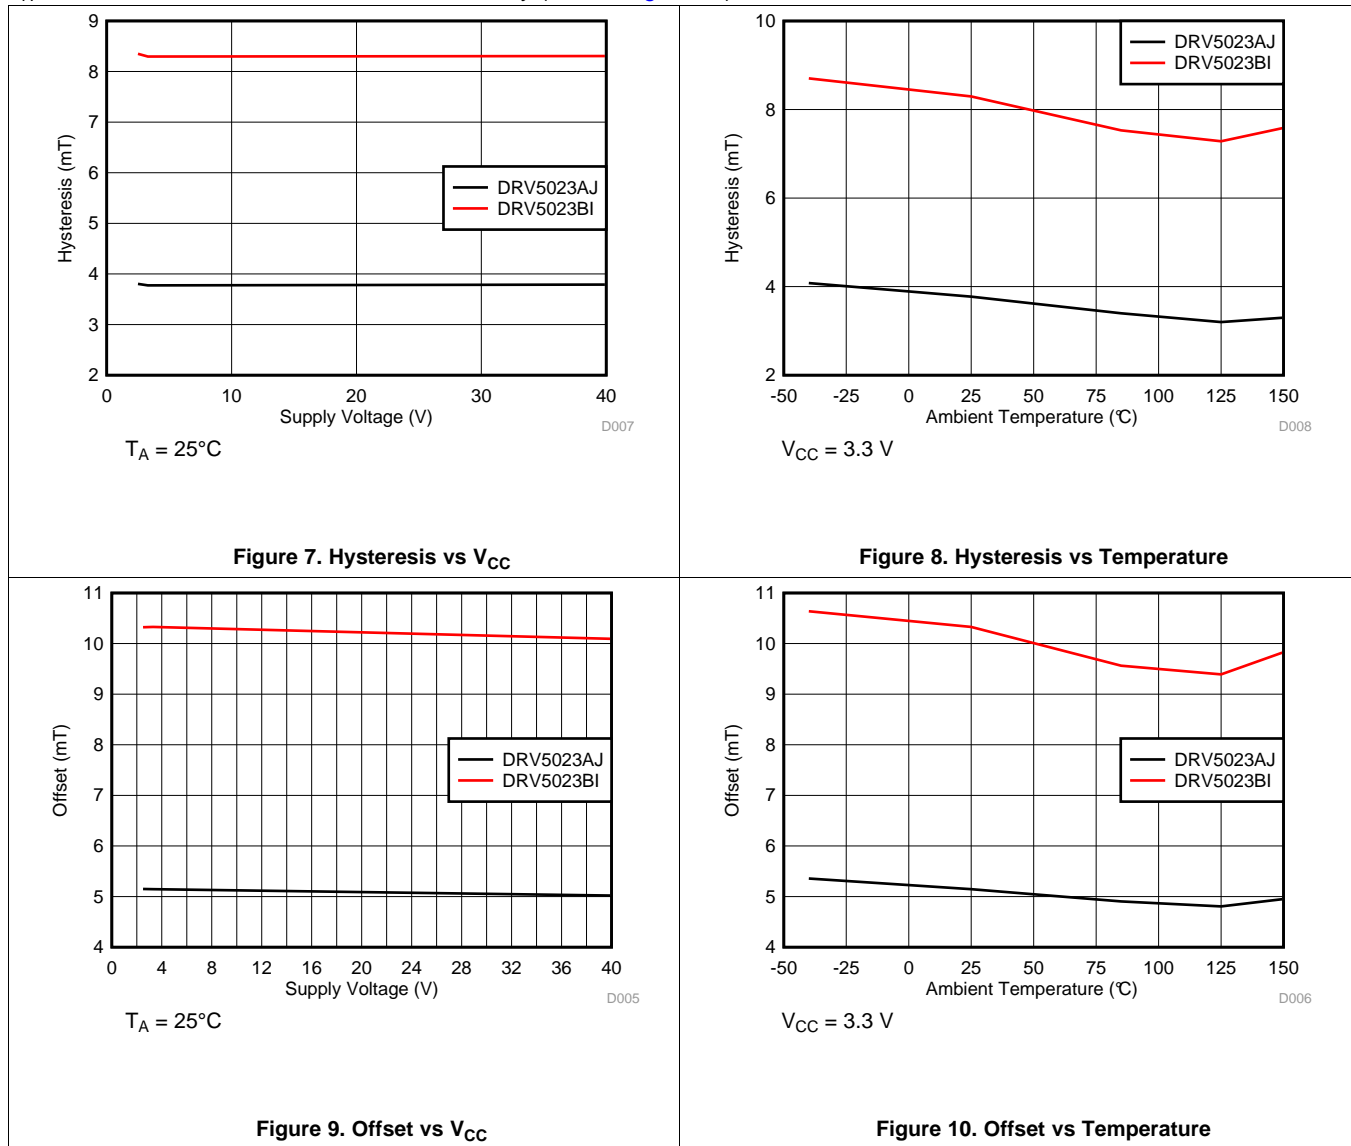 9
8
7
6
5
4
3
2
Hysteresis (mT)
DRV5023AJ
DRV5023BI
0 10 20 30 40
Supply Voltage (V)
D007
T_A = 25°C
Figure 7. Hysteresis vs V_CC
10
8
6
4
2
Hysteresis (mT)
DRV5023AJ
DRV5023BI
-50 -25 0 25 50 75 100 125 150
Ambient Temperature (°C)
D008
V_CC = 3.3 V
Figure 8. Hysteresis vs Temperature
11
10
9
8
7
6
5
4
Offset (mT)
DRV5023AJ
DRV5023BI
0 4 8 12 16 20 24 28 32 36 40
Supply Voltage (V)
D005
T_A = 25°C
Figure 9. Offset vs V_CC
11
10
9
8
7
6
5
4
Offset (mT)
DRV5023AJ
DRV5023BI
-50 -25 0 25 50 75 100 125 150
Ambient Temperature (°C)
D006
V_CC = 3.3 V
Figure 10. Offset vs Temperature